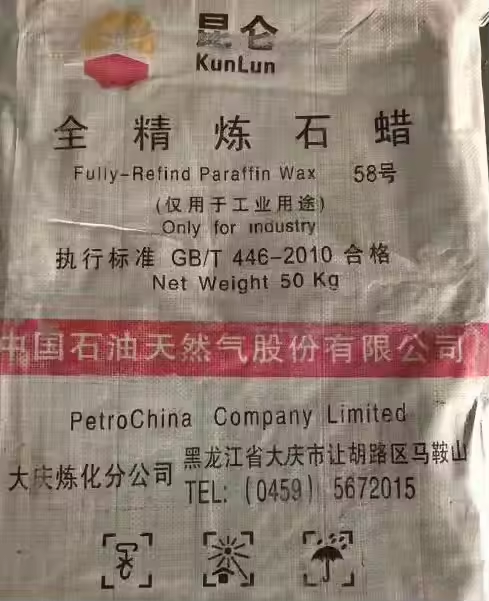 昆仑
KunLun
全精炼石蜡
Fully-Refind Paraffin Wax 58号
(仅用于工业用途)
Only for industry
执行标准 GB/T 446-2010 合格
Net Weight 50 Kg
中国石油天然气股份有限公司
PetroChina Company Limited
大庆炼化分公司
黑龙江省大庆市让胡路区马鞍山
TEL: (0459) 5672015